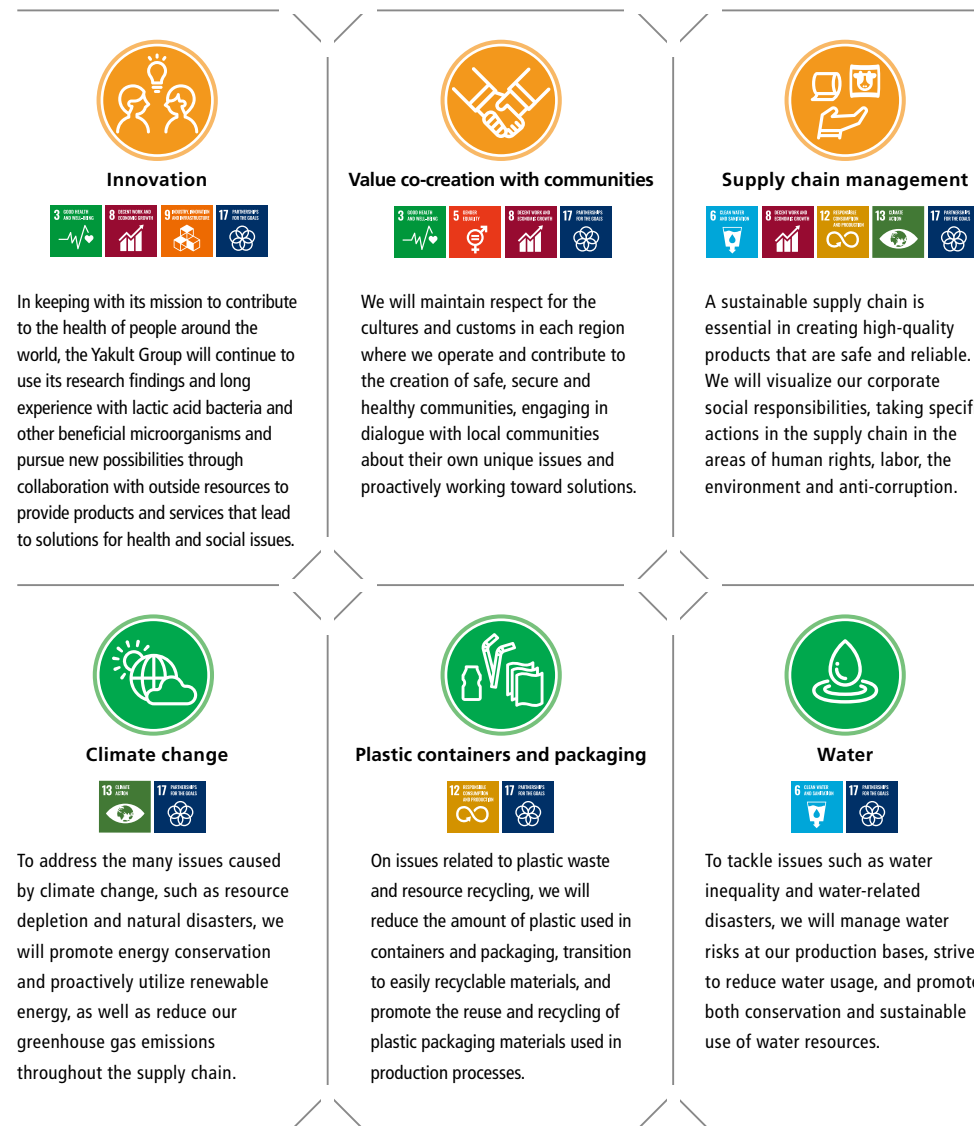 Innovation
3 GOOD HEALTH
AND WELL-BEING
8 DECENT WORK AND
ECONOMIC GROWTH
9 INDUSTRY, INNOVATION
AND INFRASTRUCTURE
17 PARTNERSHIPS
FOR THE GOALS
In keeping with its mission to contribute
to the health of people around the
world, the Yakult Group will continue to
use its research findings and long
experience with lactic acid bacteria and
other beneficial microorganisms and
pursue new possibilities through
collaboration with outside resources to
provide products and services that lead
to solutions for health and social issues.
Value co-creation with communities
3 GOOD HEALTH
AND WELL-BEING
5 GENDER
EQUALITY
8 DECENT WORK AND
ECONOMIC GROWTH
17 PARTNERSHIPS
FOR THE GOALS
We will maintain respect for the
cultures and customs in each region
where we operate and contribute to
the creation of safe, secure and
healthy communities, engaging in
dialogue with local communities
about their own unique issues and
proactively working toward solutions.
Supply chain management
6 CLEAN WATER
AND SANITATION
8 DECENT WORK AND
ECONOMIC GROWTH
12 RESPONSIBLE
CONSUMPTION
AND PRODUCTION
13 CLIMATE
ACTION
17 PARTNERSHIPS
FOR THE GOALS
A sustainable supply chain is
essential in creating high-quality
products that are safe and reliable.
We will visualize our corporate
social responsibilities, taking specif
actions in the supply chain in the
areas of human rights, labor, the
environment and anti-corruption.
Climate change
13 CLIMATE
ACTION
17 PARTNERSHIPS
FOR THE GOALS
To address the many issues caused
by climate change, such as resource
depletion and natural disasters, we
will promote energy conservation
and proactively utilize renewable
energy, as well as reduce our
greenhouse gas emissions
throughout the supply chain.
Plastic containers and packaging
12 RESPONSIBLE
CONSUMPTION
AND PRODUCTION
17 PARTNERSHIPS
FOR THE GOALS
On issues related to plastic waste
and resource recycling, we will
reduce the amount of plastic used in
containers and packaging, transition
to easily recyclable materials, and
promote the reuse and recycling of
plastic packaging materials used in
production processes.
Water
6 CLEAN WATER
AND SANITATION
17 PARTNERSHIPS
FOR THE GOALS
To tackle issues such as water
inequality and water-related
disasters, we will manage water
risks at our production bases, strive
to reduce water usage, and promote
both conservation and sustainable
use of water resources.